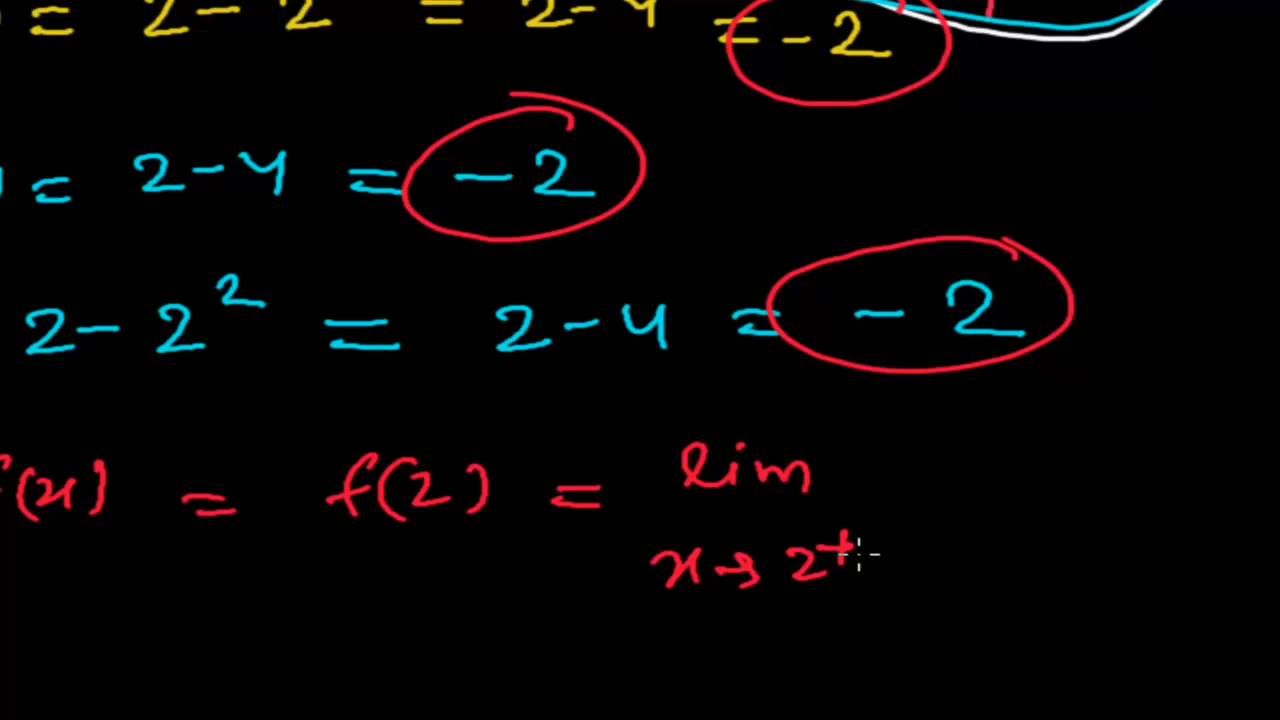 = 2 - 2 = 2 - 4 = - 2
= 2 - 4 = - 2
2 - 2² = 2 - 4 = - 2
f(x) = f(2) = lim
x → 2⁺